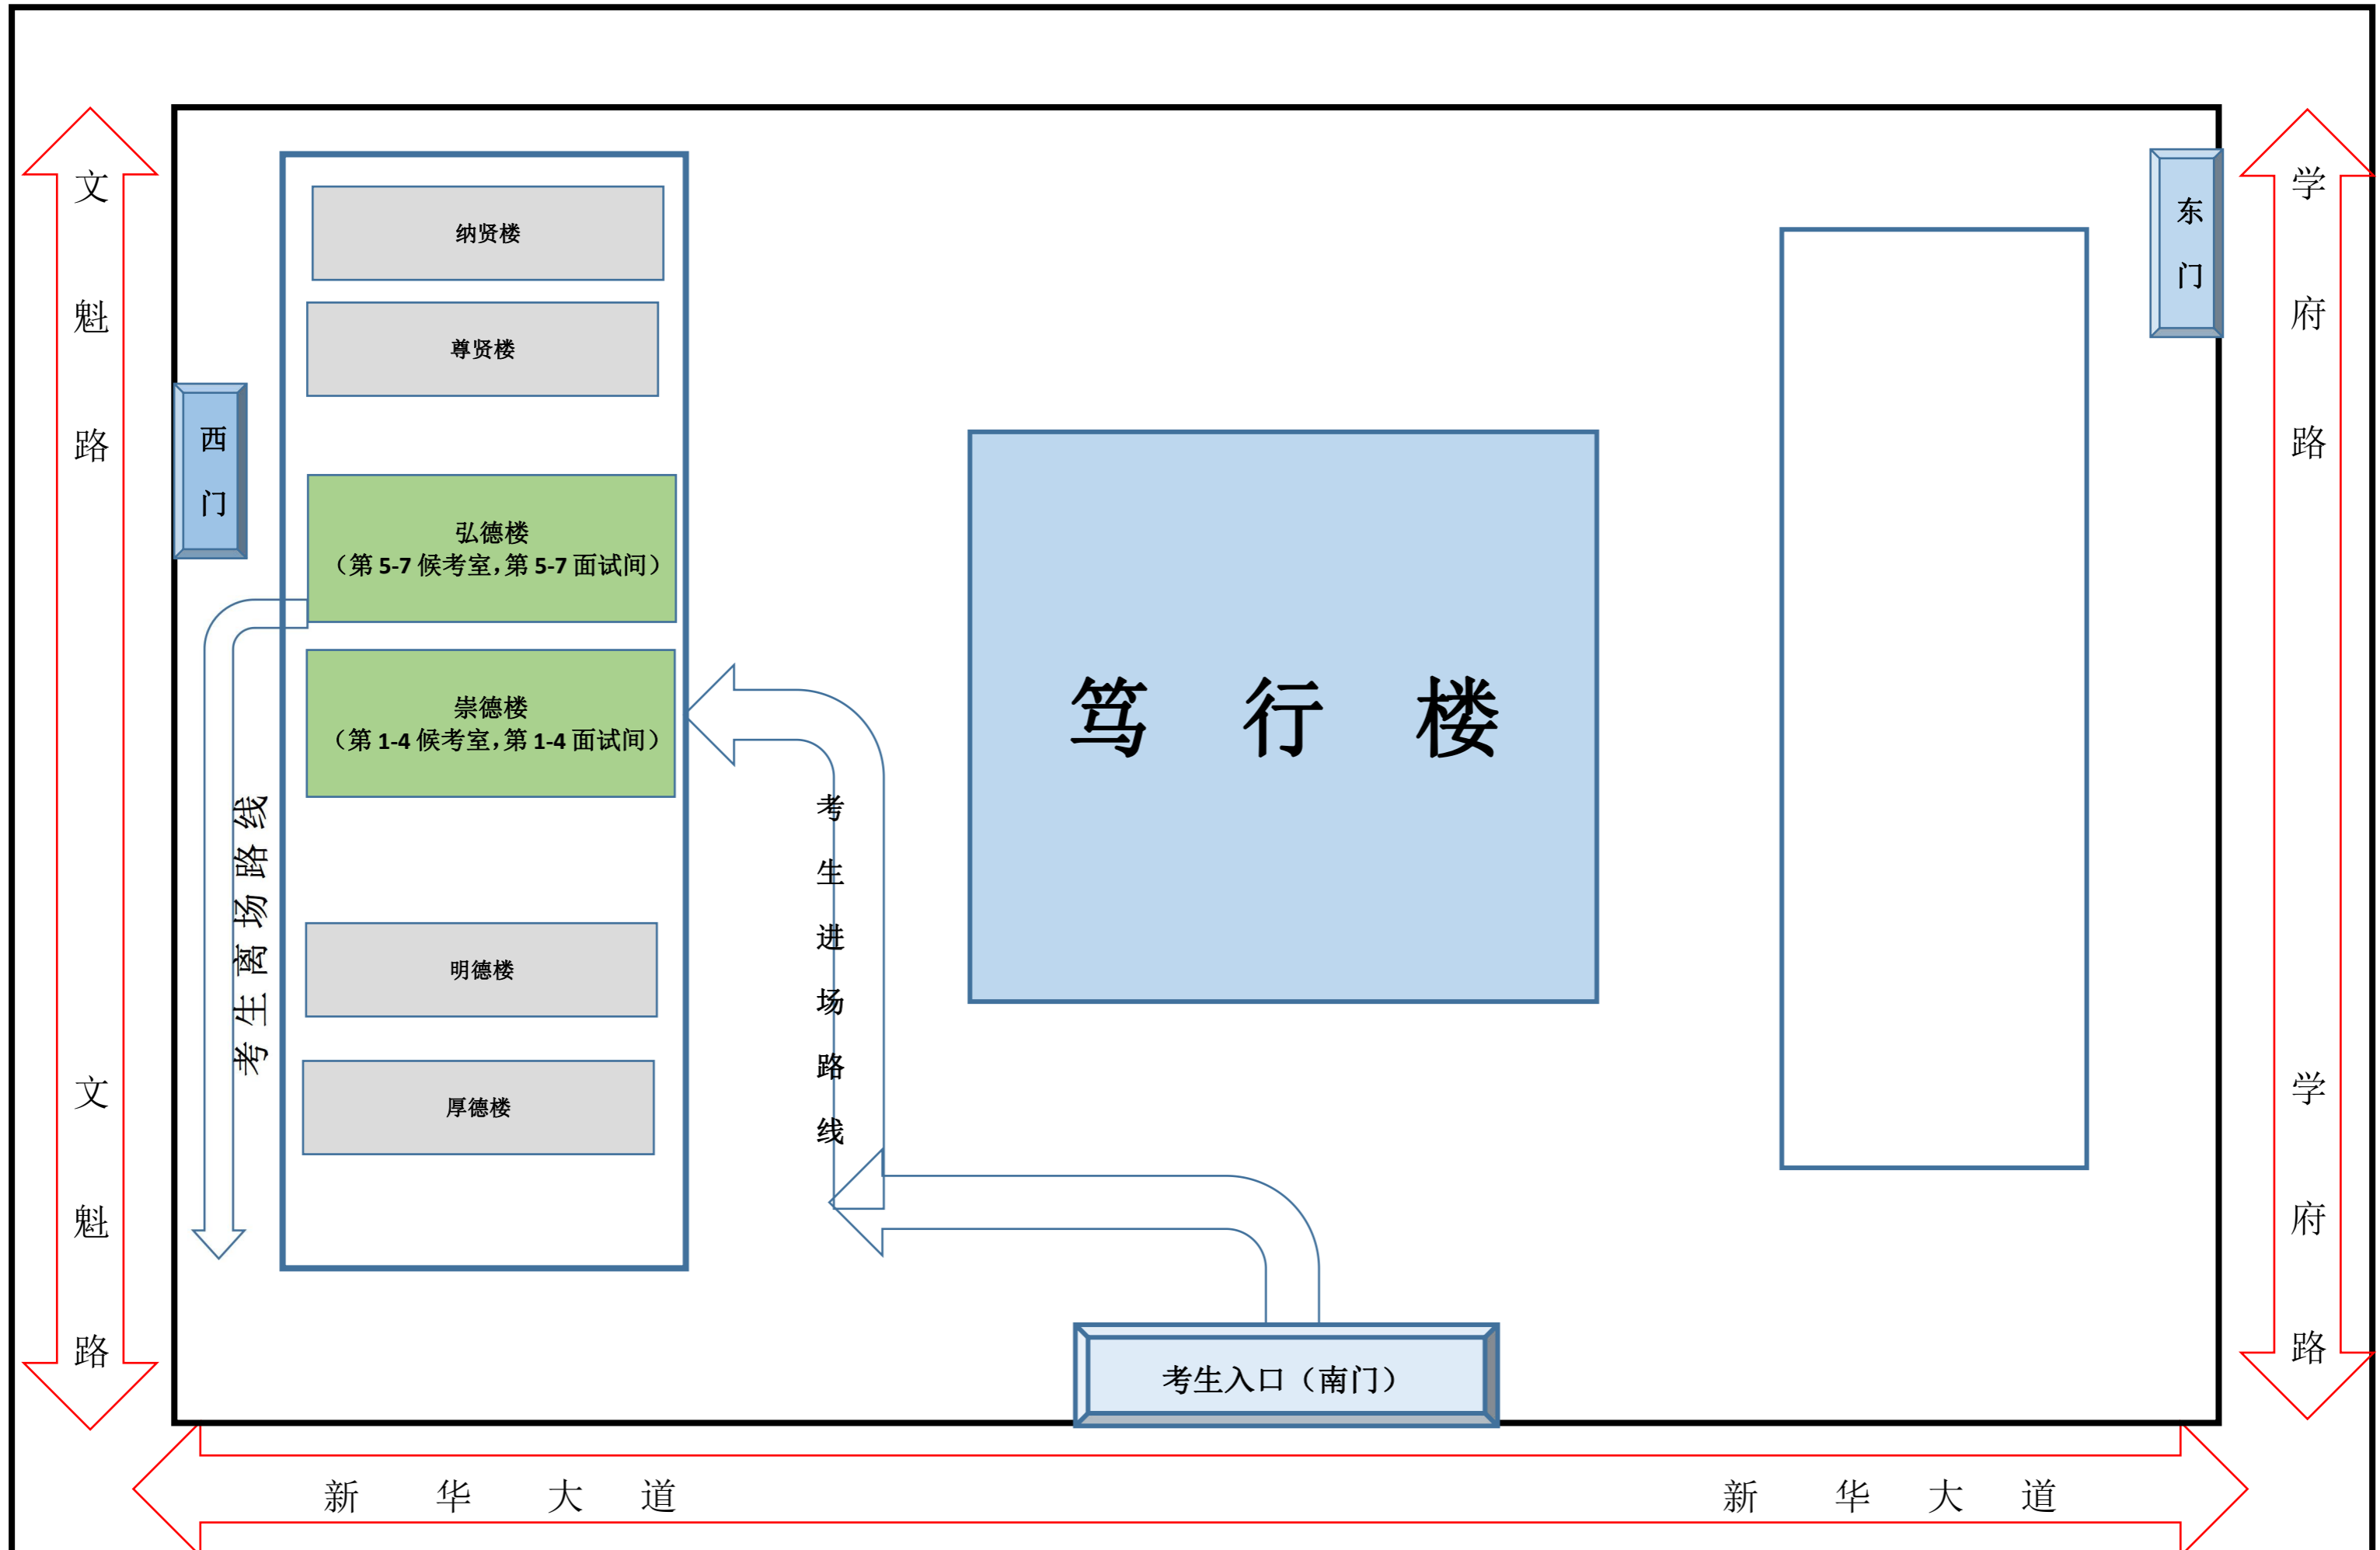 文魁路
文魁路
西门
纳贤楼
尊贤楼
弘德楼
（第 5-7 候考室，第 5-7 面试间）
崇德楼
（第 1-4 候考室，第 1-4 面试间）
明德楼
厚德楼
考生离场路线
考生进场路线
笃 行 楼
东门
学府路
学府路
考生入口（南门）
新 华 大 道
新 华 大 道